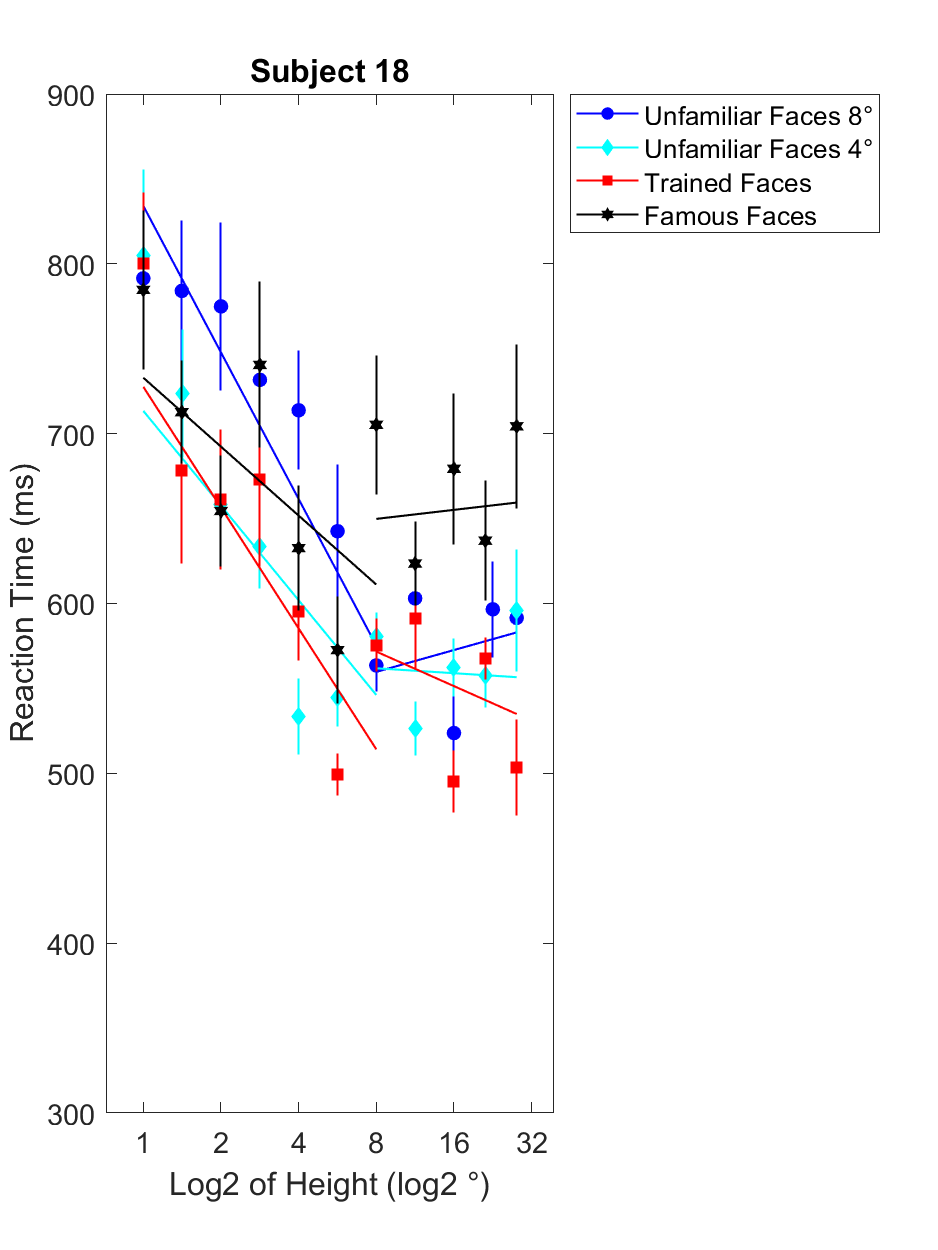 Subject 18
900
800
700
600
500
400
300
Reaction Time (ms)
1 2 4 8 16 32
Log2 of Height (log2 °)
Unfamiliar Faces 8°
Unfamiliar Faces 4°
Trained Faces
Famous Faces